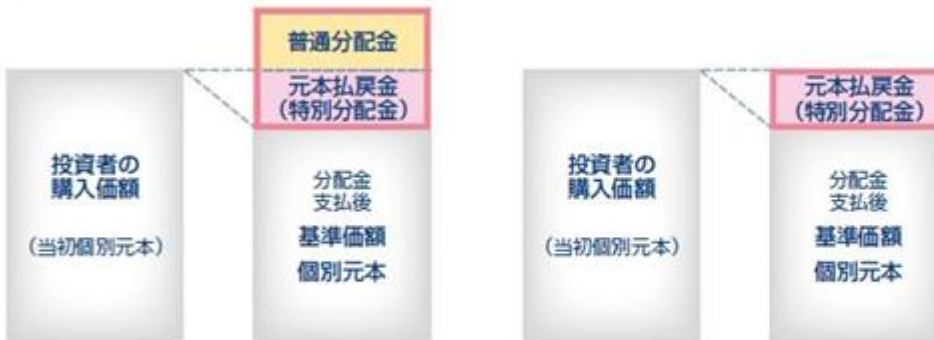 普通分配金
元本払戻金
（特別分配金）
投資者の
購入価額
（当初個別元本）
分配金
支払後
基準価額
個別元本
元本払戻金
（特別分配金）
投資者の
購入価額
（当初個別元本）
分配金
支払後
基準価額
個別元本